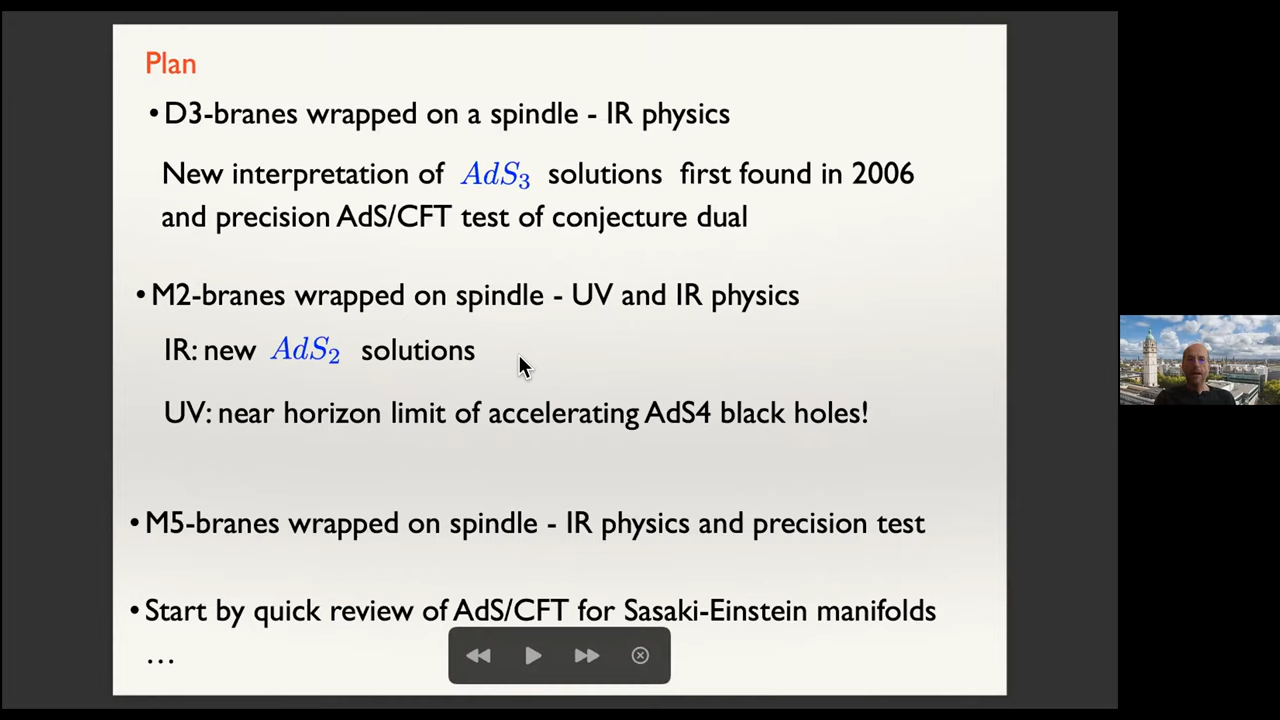 Plan
•D3-branes wrapped on a spindle - IR physics
New interpretation of AdS₃ solutions first found in 2006
and precision AdS/CFT test of conjecture dual
•M2-branes wrapped on spindle - UV and IR physics
IR: new AdS₂ solutions
UV: near horizon limit of accelerating AdS4 black holes!
•M5-branes wrapped on spindle - IR physics and precision test
•Start by quick review of AdS/CFT for Sasaki-Einstein manifolds
…